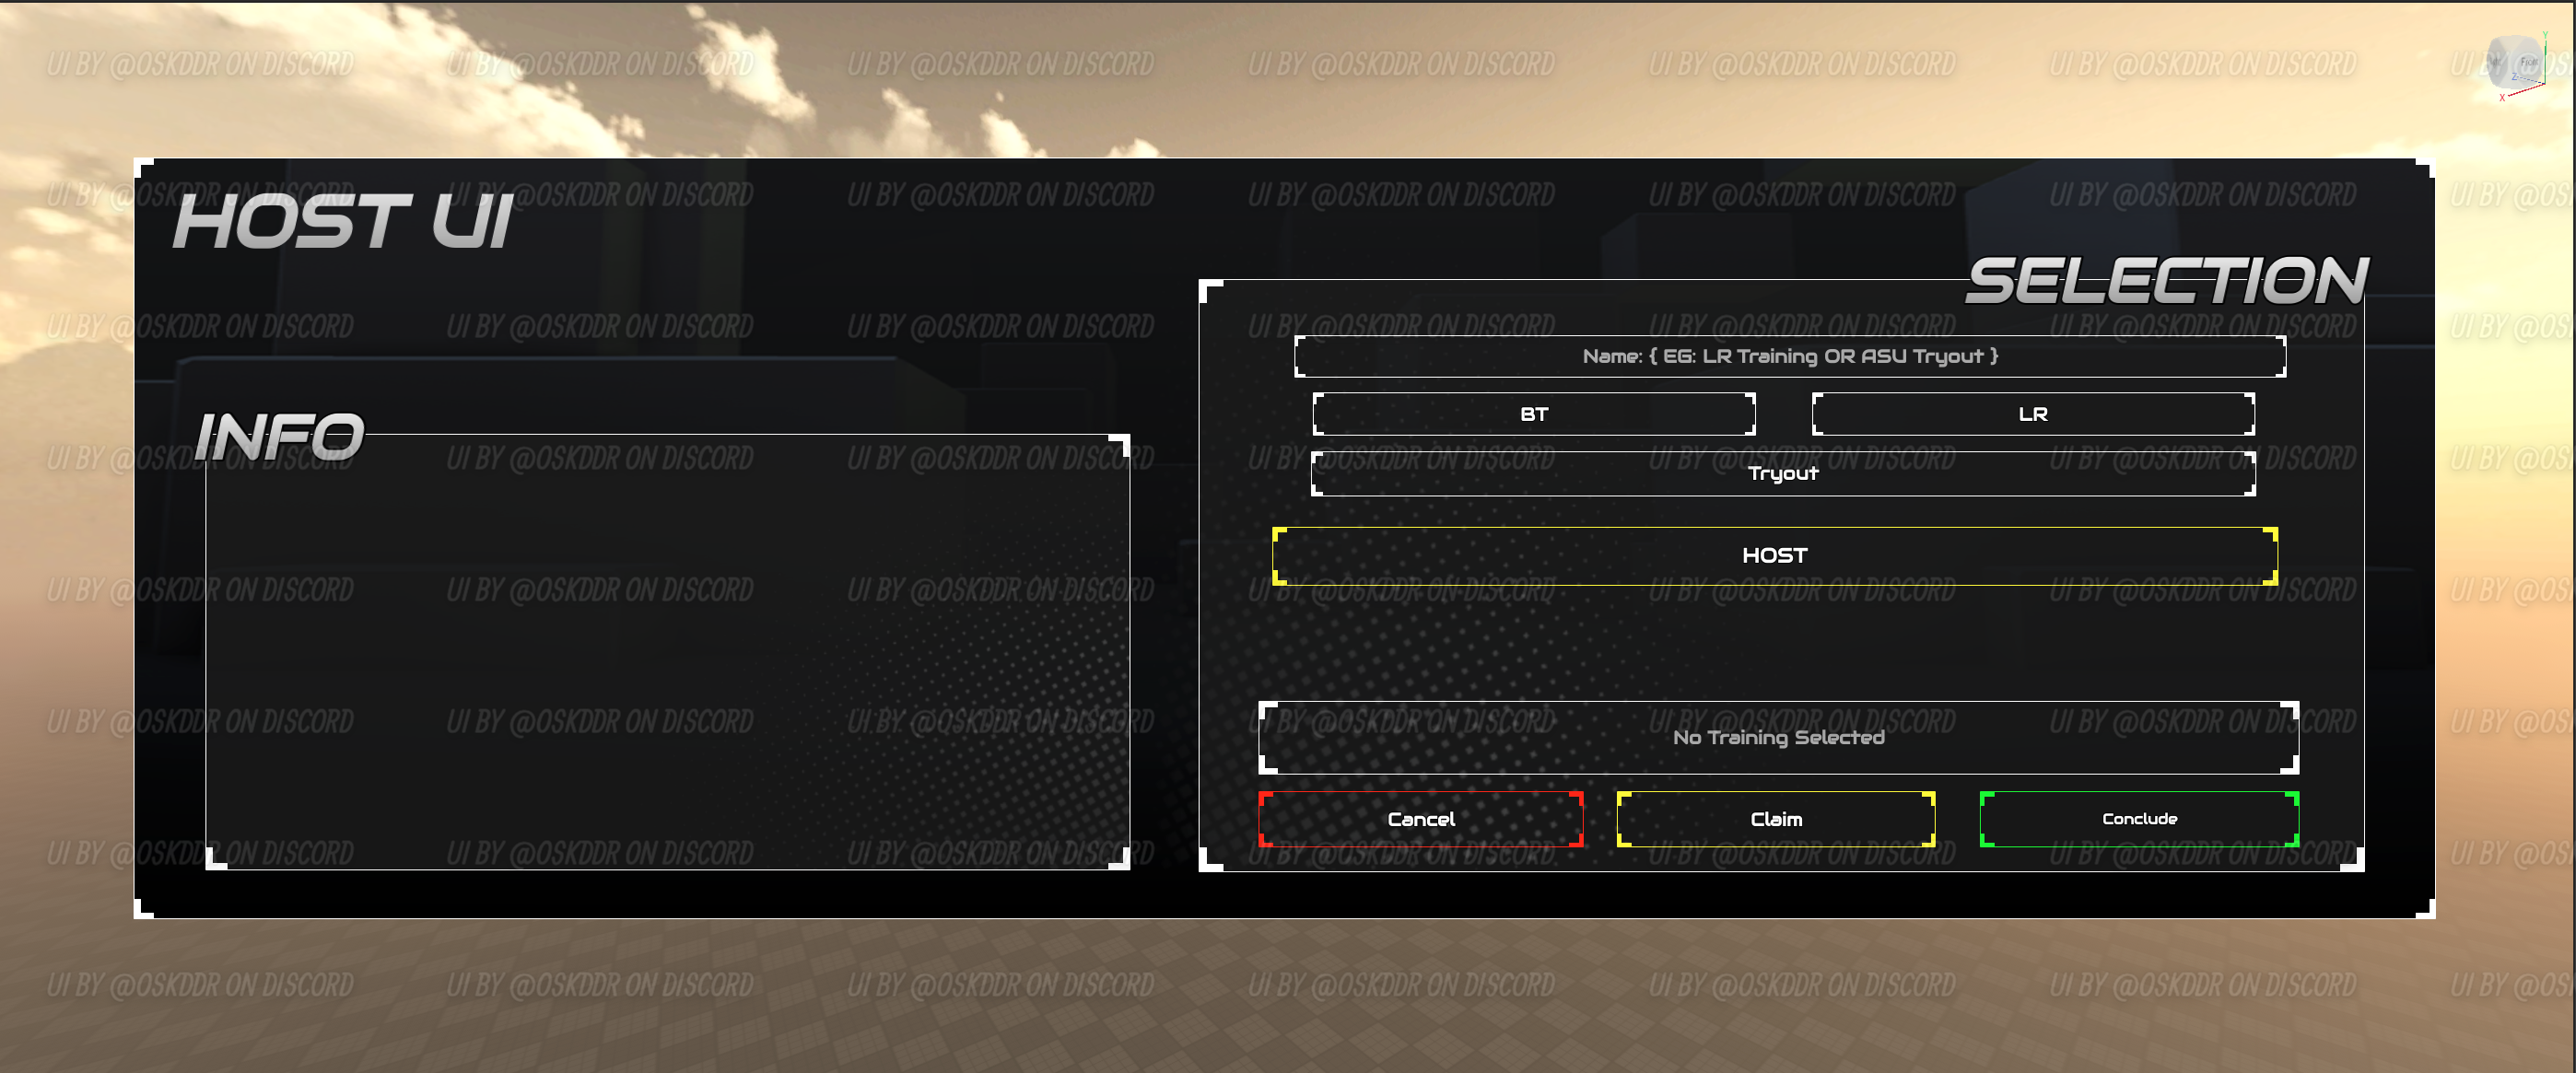 UI BY @OSKDDR ON DISCORD
HOST UI
SELECTION
Name: { EG: LR Training OR ASU Tryout }
BT
LR
Tryout
INFO
HOST
No Training Selected
Cancel
Claim
Conclude
Y
Z
X